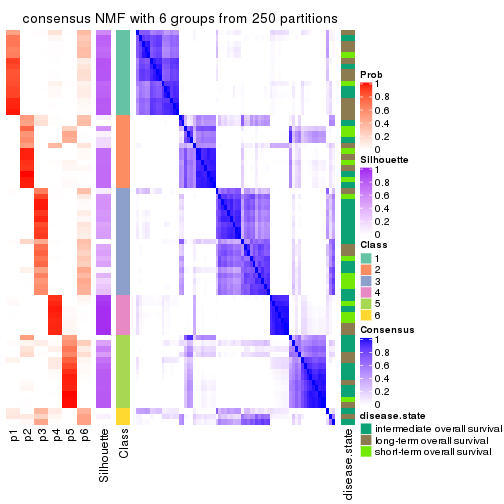 consensus NMF with 6 groups from 250 partitions
Prob
1
0.8
0.6
0.4
0.2
0
Silhouette
1
0.8
0.6
0.4
0.2
0
Class
1
2
3
4
5
6
Consensus
1
0.8
0.6
0.4
0.2
0
disease.state
intermediate overall survival
long-term overall survival
short-term overall survival
p1
p2
p3
p4
p5
p6
Silhouette
Class
disease.state